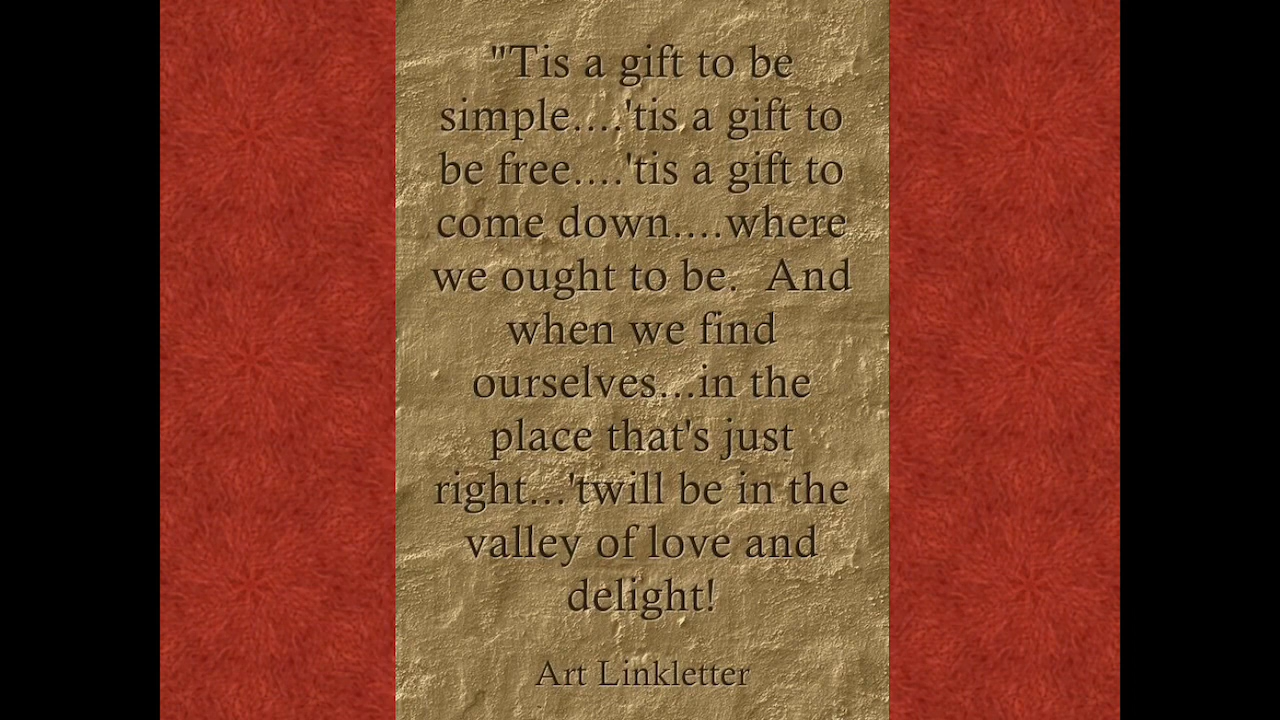 "Tis a gift to be
simple....'tis a gift to
be free....'tis a gift to
come down....where
we ought to be.  And
when we find
ourselves...in the
place that's just
right...'twill be in the
valley of love and
delight!
Art Linkletter